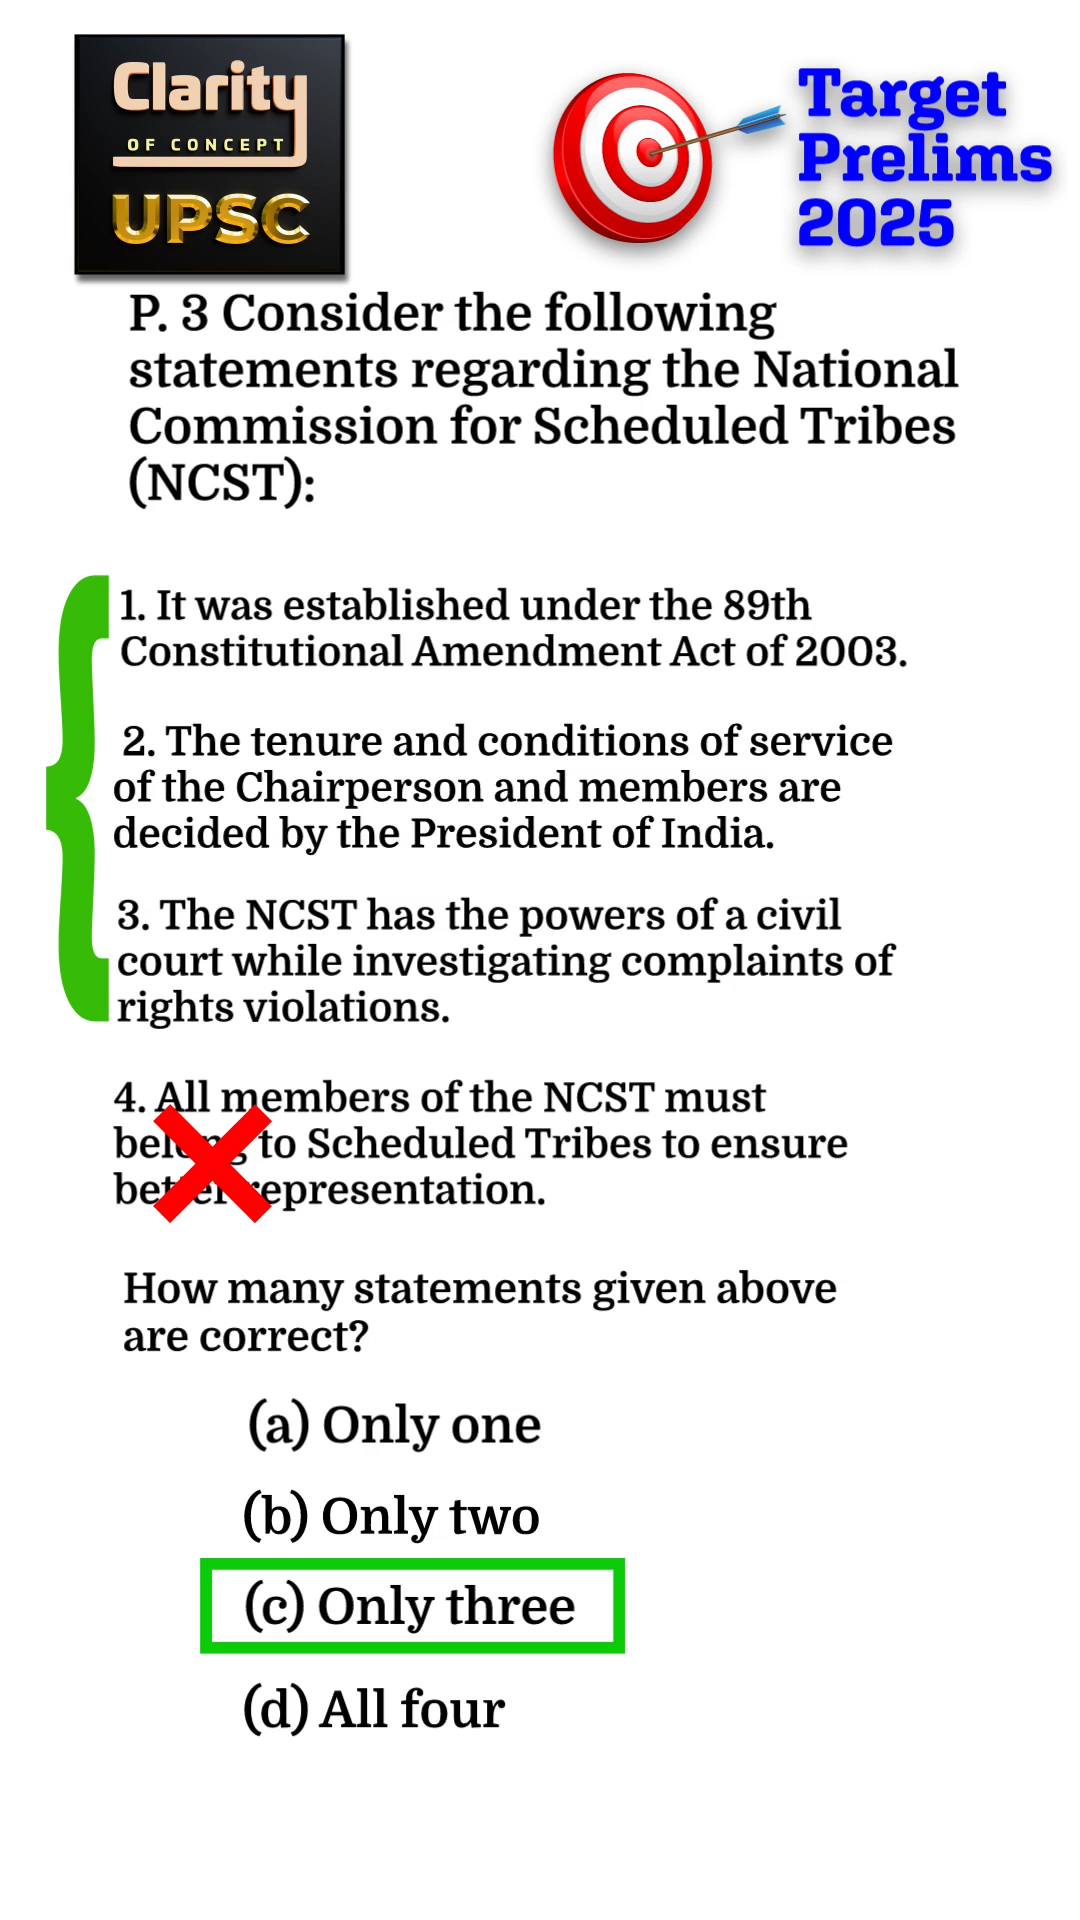 Clarity
OF CONCEPT
UPSC
Target
Prelims
2025
P. 3 Consider the following
statements regarding the National
Commission for Scheduled Tribes
(NCST):
1. It was established under the 89th
Constitutional Amendment Act of 2003.
2. The tenure and conditions of service
of the Chairperson and members are
decided by the President of India.
3. The NCST has the powers of a civil
court while investigating complaints of
rights violations.
4. All members of the NCST must
belong to Scheduled Tribes to ensure
better representation.
How many statements given above
are correct?
(a) Only one
(b) Only two
(c) Only three
(d) All four